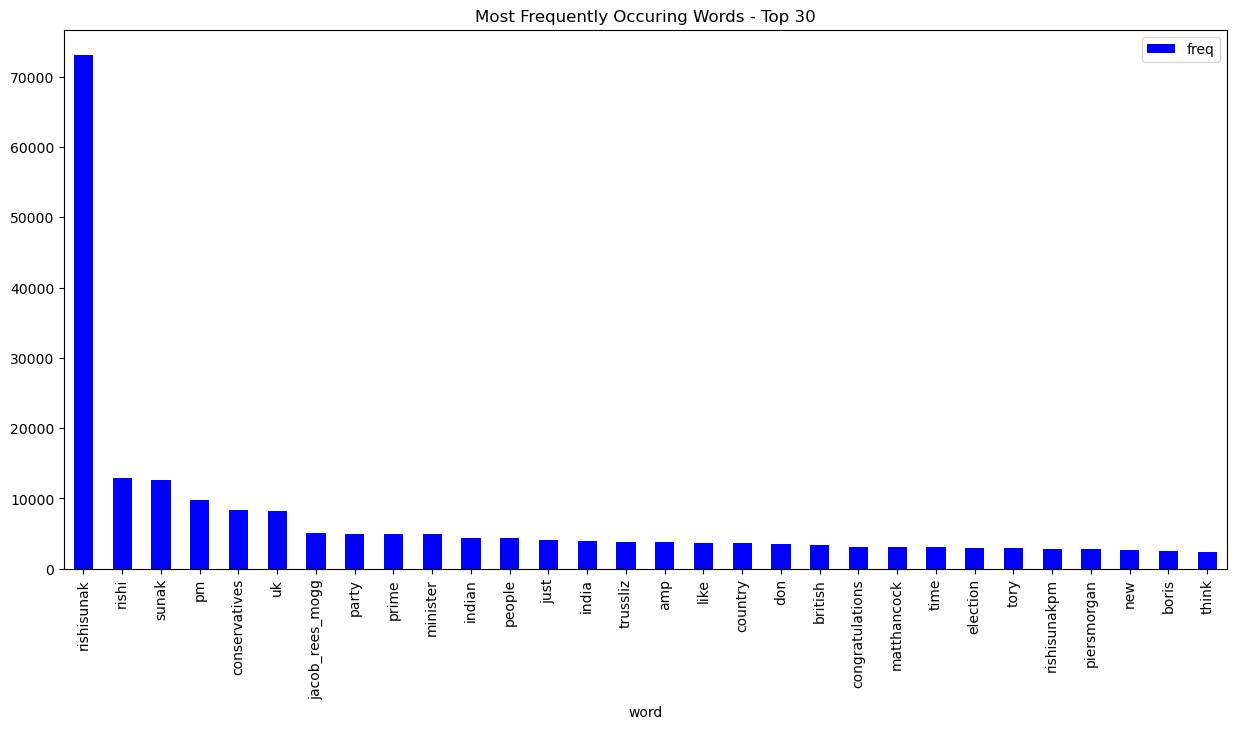 Most Frequently Occuring Words - Top 30
freq
70000
60000
50000
40000
30000
20000
10000
0
rishisunak
rishi
sunak
pm
conservatives
uk
jacob_rees_mogg
party
prime
minister
indian
people
just
india
trussliz
amp
like
country
don
british
congratulations
matthancock
time
election
tory
rishisunakpm
piersmorgan
new
boris
think
word